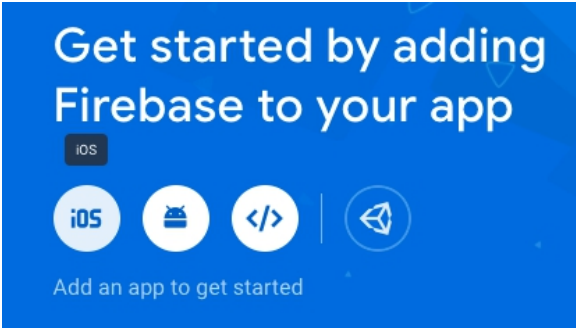 Get started by adding
Firebase to your app
iOS
iOS </>
Add an app to get started